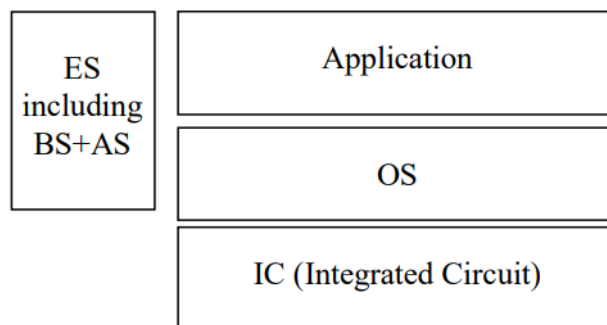 ES
including
BS+AS
Application
OS
IC (Integrated Circuit)